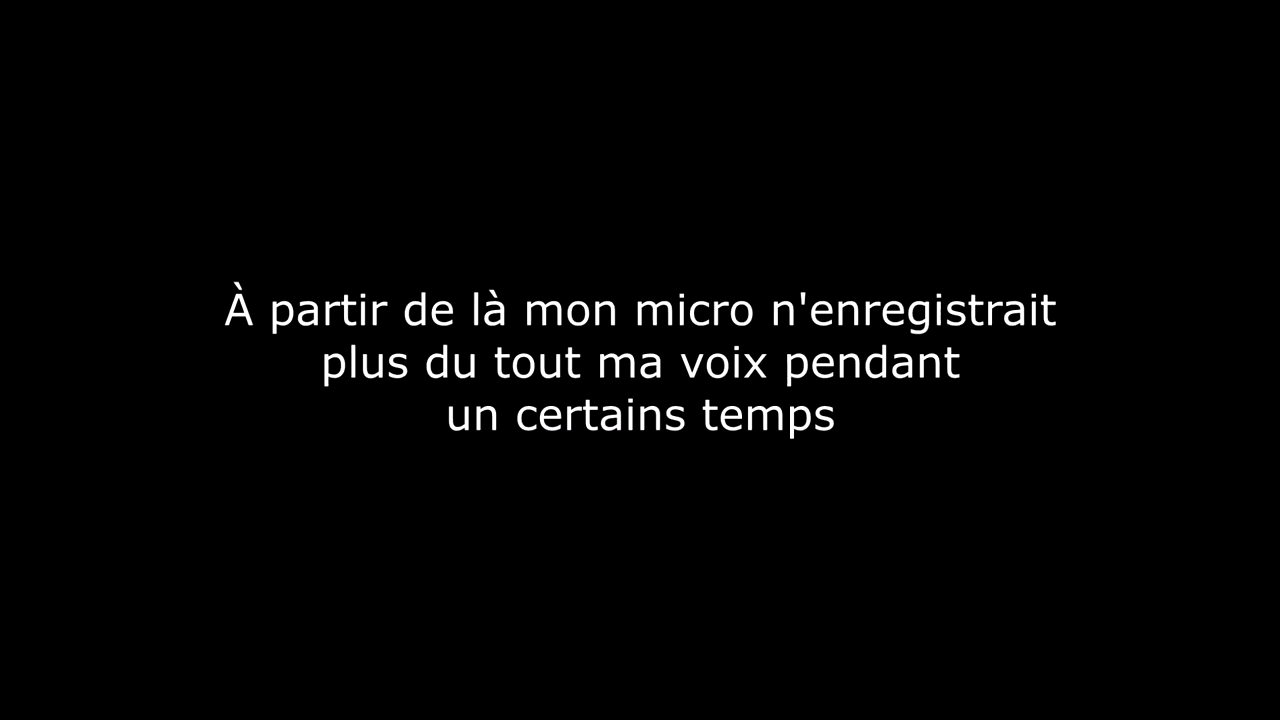 À partir de là mon micro n'enregistrait
plus du tout ma voix pendant
un certains temps